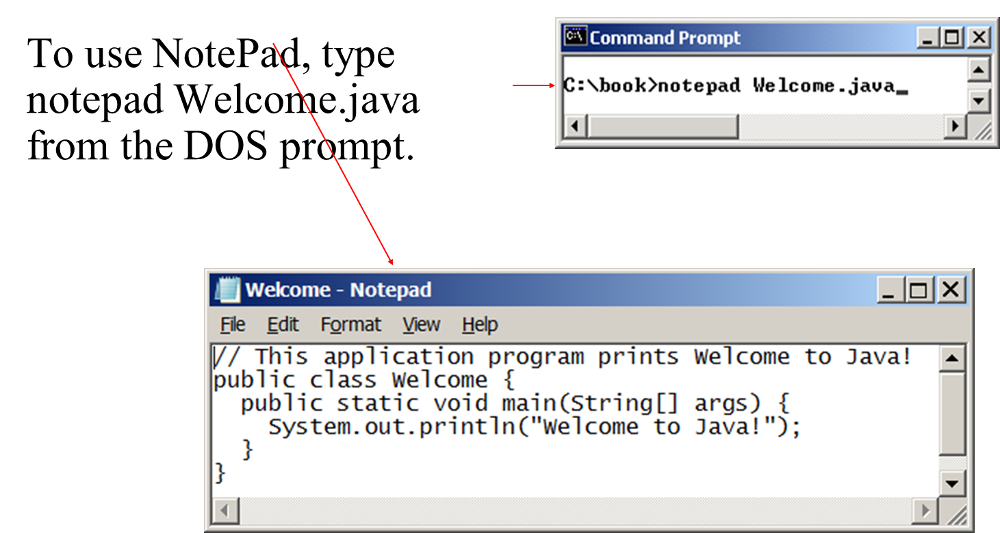 To use NotePad, type
notepad Welcome.java
from the DOS prompt.
C:\ Command Prompt
C:\book>notepad Welcome.java_
Welcome - Notepad
File Edit Format View Help
// This application program prints Welcome to Java!
public class Welcome {
  public static void main(String[] args) {
    System.out.println("Welcome to Java!");
  }
}